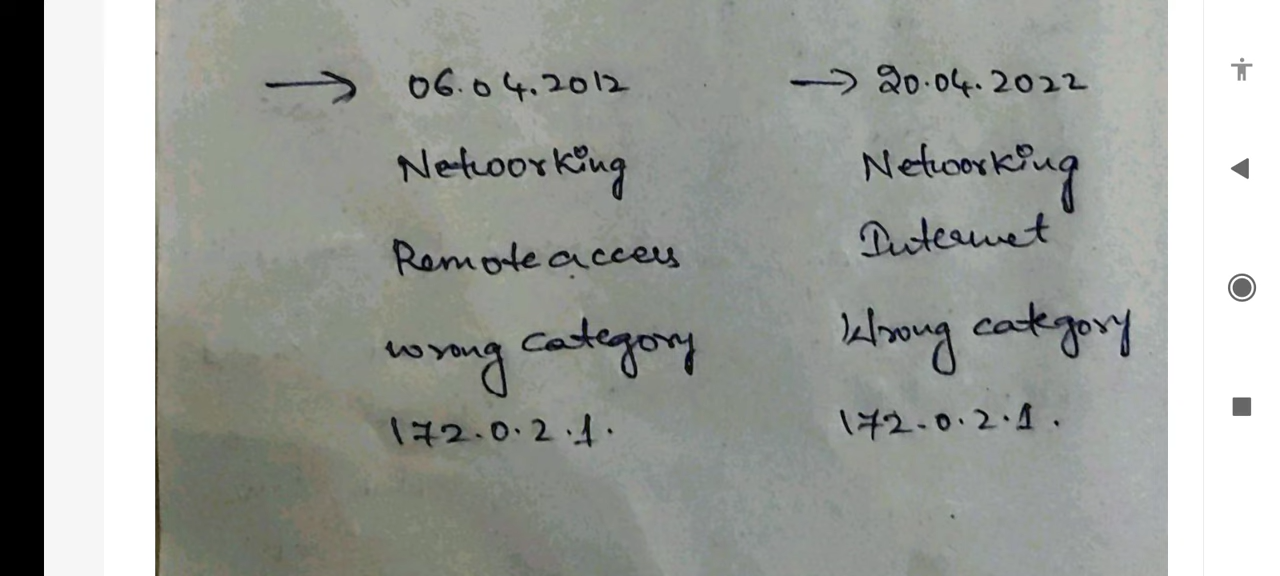 → 06.04.2012
Networking
Remote access
wrong category
172.0.2.1.
→ 20.04.2022
Networking
Internet
Wrong category
172.0.2.1.